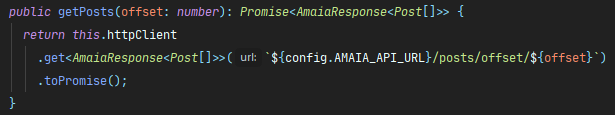 public getPosts(offset: number): Promise<AmaiaResponse<Post[]>> {
return this.httpClient
.get<AmaiaResponse<Post[]>>( url: `${config.AMAIA_API_URL}/posts/offset/${offset}`)
.toPromise();
}